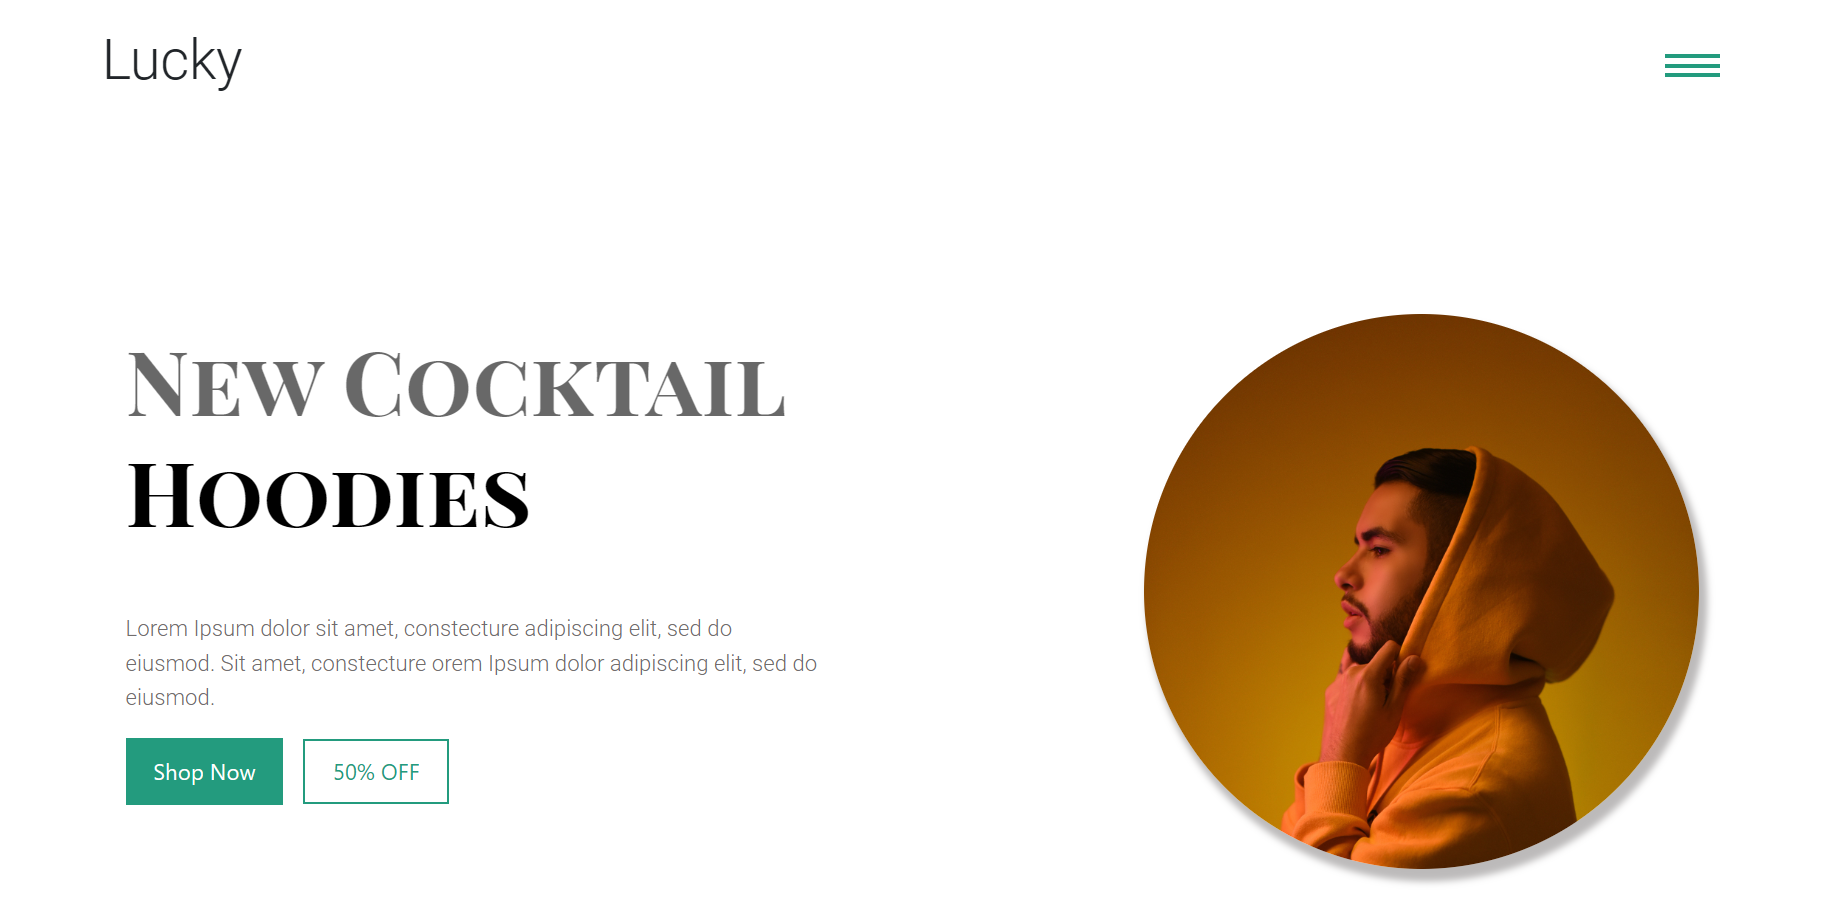 Lucky
New Cocktail
Hoodies
Lorem Ipsum dolor sit amet, constecture adipiscing elit, sed do
eiusmod. Sit amet, constecture orem Ipsum dolor adipiscing elit, sed do
eiusmod.
Shop Now
50% OFF